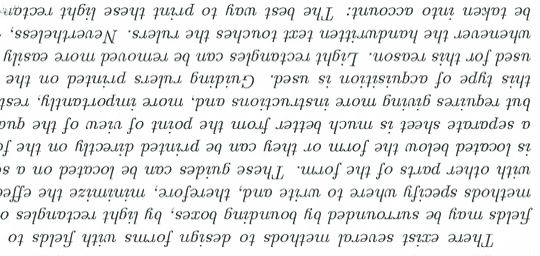 There exist several methods to design forms with fields to
fields may be surrounded by bounding boxes, by light rectangles o
methods specify where to write and, therefore, minimize the effe
with other parts of the form. These guides can be located on a s
is located below the form or they can be printed directly on the fo
a separate sheet is much better from the point of view of the qua
but requires giving more instructions and, more importantly, rest
this type of acquisition is used. Guiding rulers printed on the
used for this reason. Light rectangles can be removed more easily
whenever the handwritten text touches the rulers. Nevertheless,
be taken into account: The best way to print these light rectan